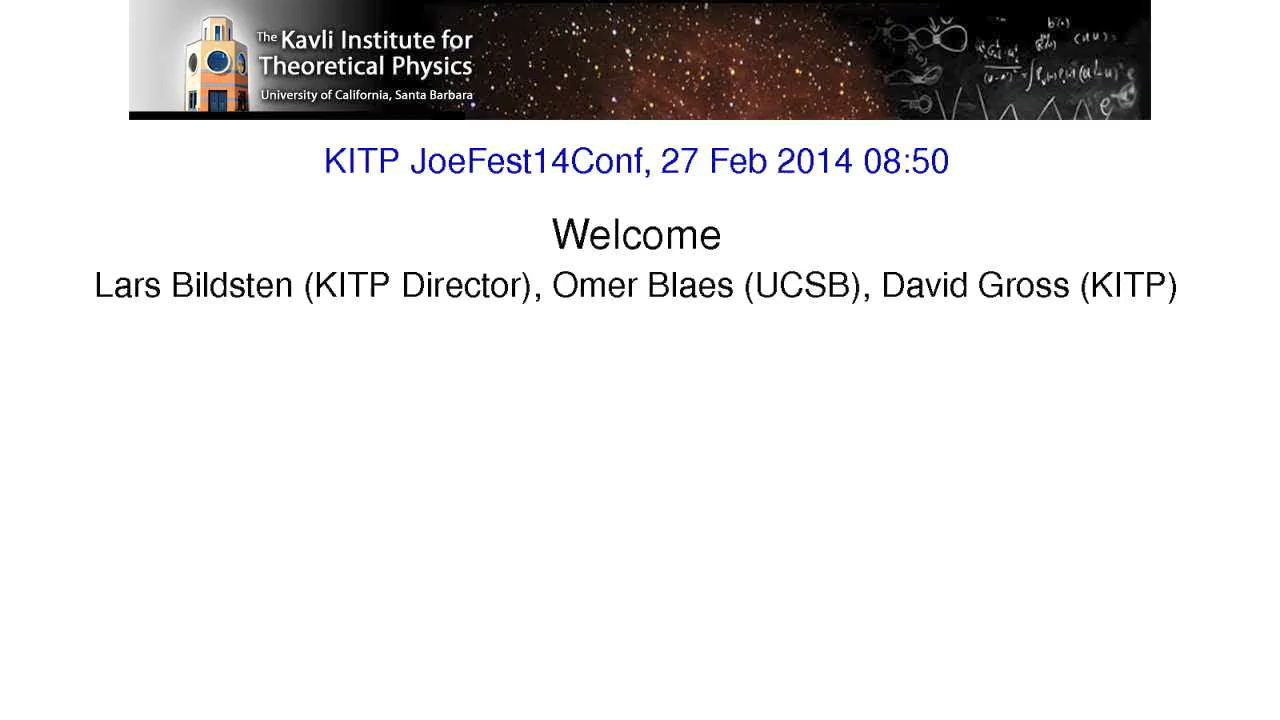 The Kavli Institute for
Theoretical Physics
University of California, Santa Barbara
KITP JoeFest14Conf, 27 Feb 2014 08:50
Welcome
Lars Bildsten (KITP Director), Omer Blaes (UCSB), David Gross (KITP)